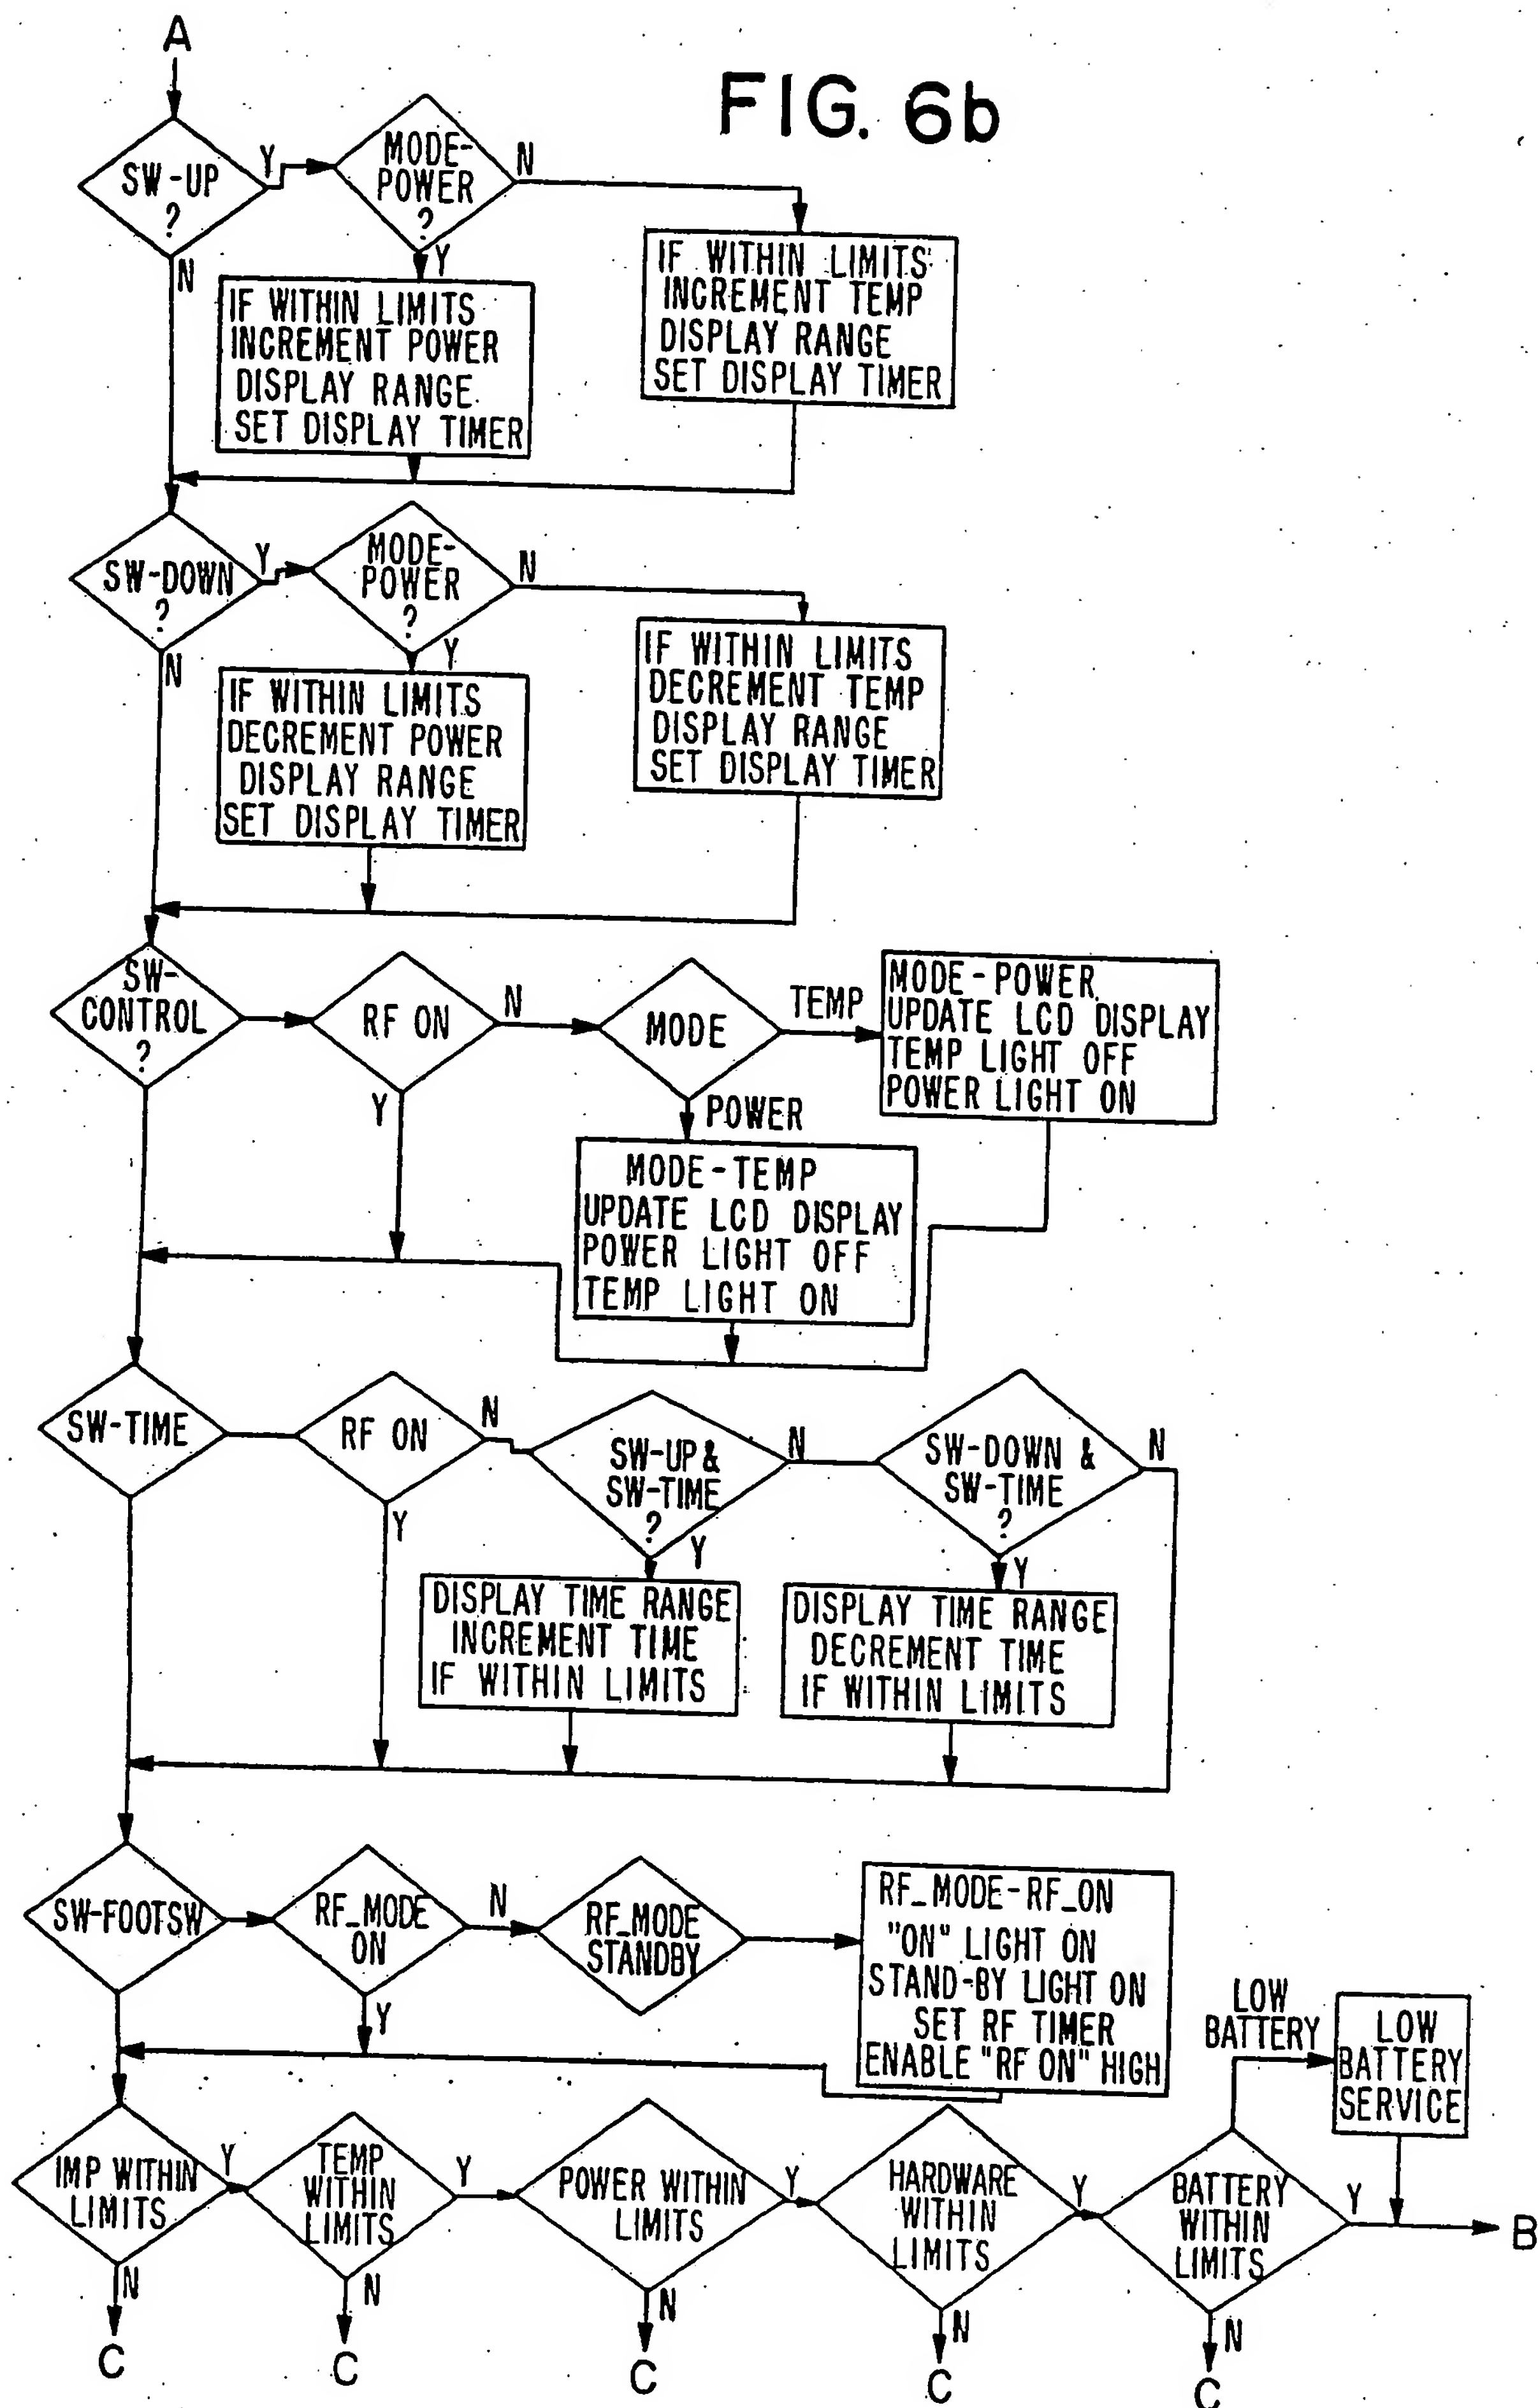 A
FIG. 6b
SW-UP
?
Y
N
MODE-
POWER
?
N
Y
IF WITHIN LIMITS
INCREMENT POWER
DISPLAY RANGE
SET DISPLAY TIMER
IF WITHIN LIMITS
INCREMENT TEMP
DISPLAY RANGE
SET DISPLAY TIMER
SW-DOWN
?
Y
N
MODE-
POWER
?
N
Y
IF WITHIN LIMITS
DECREMENT POWER
DISPLAY RANGE
SET DISPLAY TIMER
IF WITHIN LIMITS
DECREMENT TEMP
DISPLAY RANGE
SET DISPLAY TIMER
SW-
CONTROL
?
RF ON
N
Y
MODE
TEMP
POWER
MODE-POWER
UPDATE LCD DISPLAY
TEMP LIGHT OFF
POWER LIGHT ON
MODE-TEMP
UPDATE LCD DISPLAY
POWER LIGHT OFF
TEMP LIGHT ON
SW-TIME
RF ON
N
Y
SW-UP &
SW-TIME
?
N
Y
SW-DOWN &
SW-TIME
?
N
Y
DISPLAY TIME RANGE
INCREMENT TIME
IF WITHIN LIMITS
DISPLAY TIME RANGE
DECREMENT TIME
IF WITHIN LIMITS
SW-FOOTSW
RF_MODE
ON
N
Y
RF_MODE
STANDBY
RF_MODE-RF_ON
"ON" LIGHT ON
STAND-BY LIGHT ON
SET RF TIMER
ENABLE "RF ON" HIGH
LOW
BATTERY
LOW
BATTERY
SERVICE
IMP WITHIN
LIMITS
Y
N
C
TEMP
WITHIN
LIMITS
Y
N
C
POWER WITHIN
LIMITS
Y
N
C
HARDWARE
WITHIN
LIMITS
Y
N
C
BATTERY
WITHIN
LIMITS
Y
N
C
B